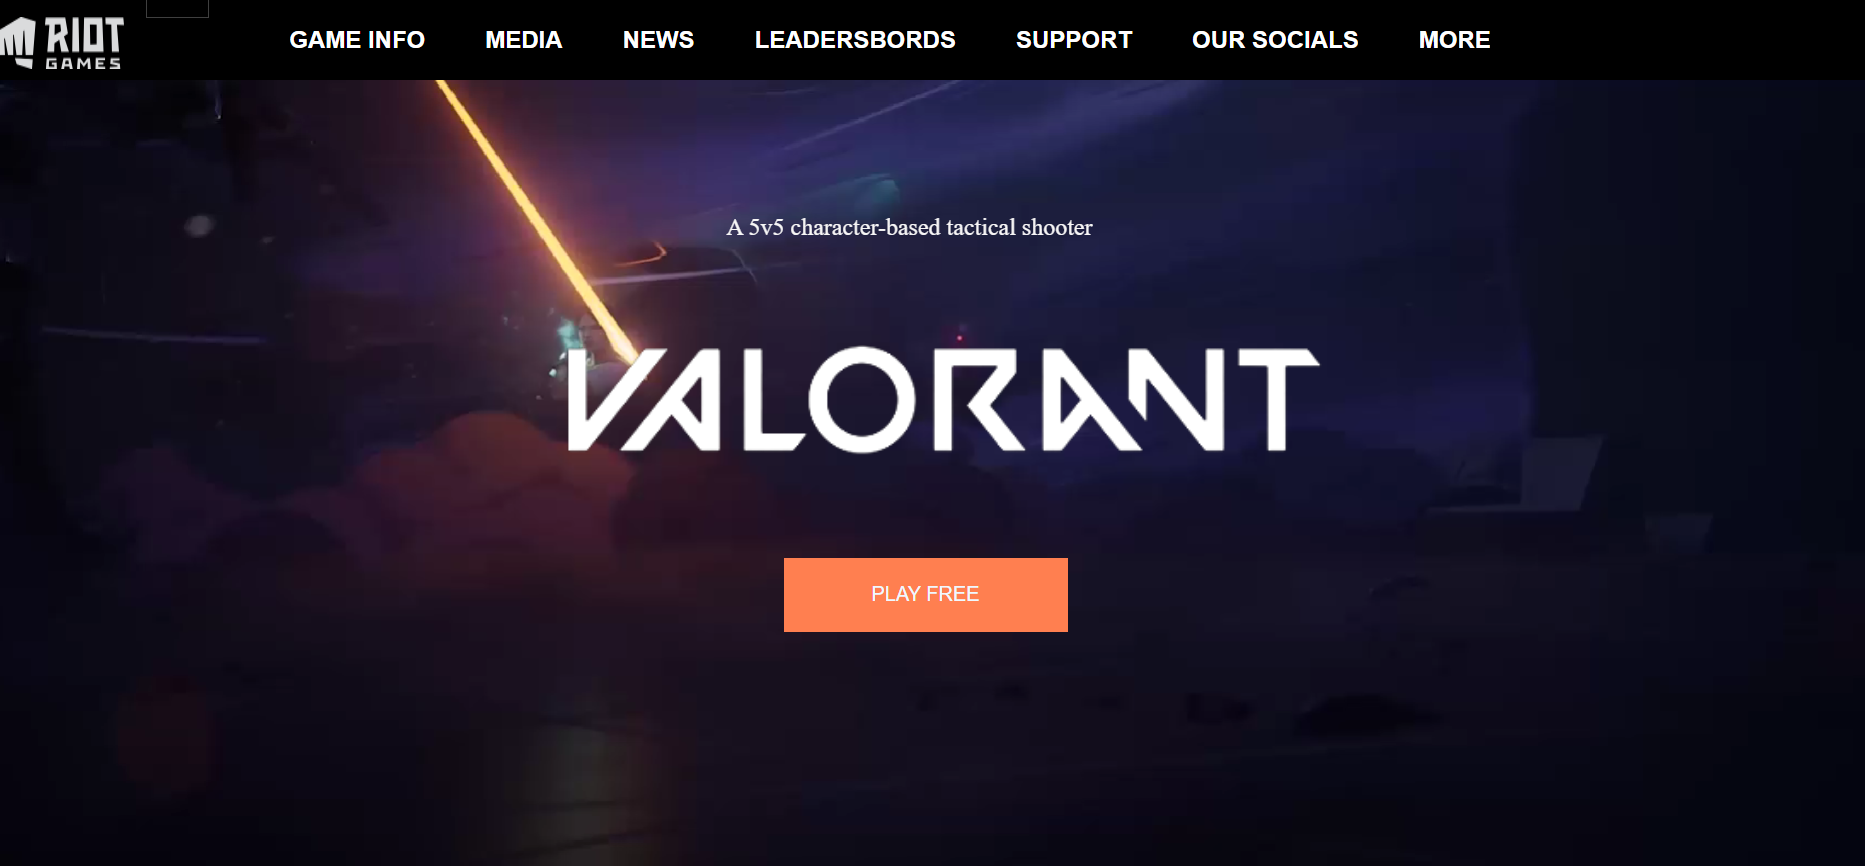 RIOT
GAMES
GAME INFO MEDIA NEWS LEADERSBORDS SUPPORT OUR SOCIALS MORE
A 5v5 character-based tactical shooter
VALORANT
PLAY FREE